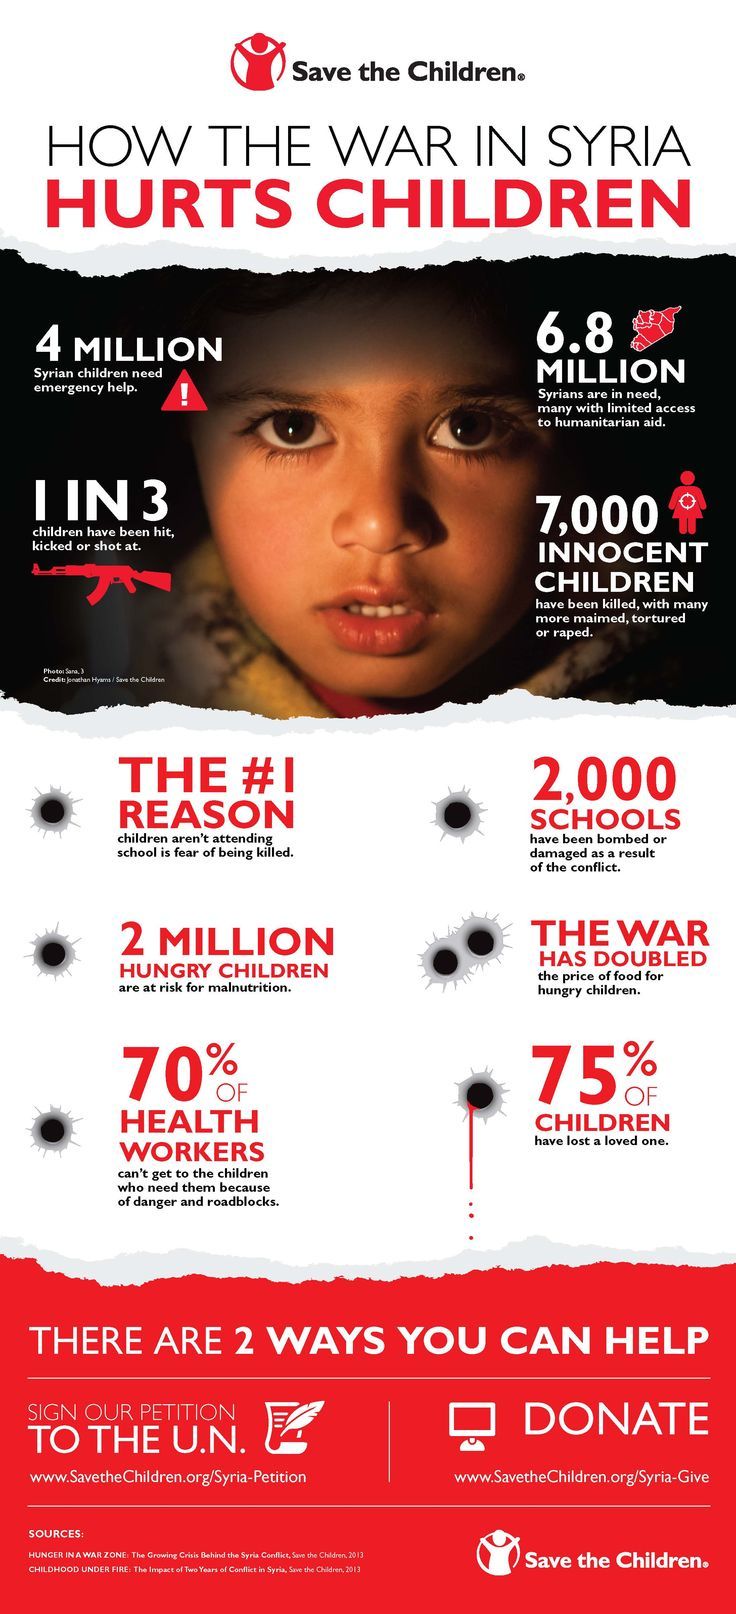 Save the Children®
HOW THE WAR IN SYRIA
HURTS CHILDREN
4 MILLION
Syrian children need
emergency help.
!
6.8
MILLION
Syrians are in need,
many with limited access
to humanitarian aid.
1 IN 3
children have been hit,
kicked or shot at.
7,000
INNOCENT
CHILDREN
have been killed, with many
more maimed, tortured
or raped.
Photo: Sana, 3
Credit: Jonathan Hyams / Save the Children
THE #1
REASON
children aren't attending
school is fear of being killed.
2,000
SCHOOLS
have been bombed or
damaged as a result
of the conflict.
2 MILLION
HUNGRY CHILDREN
are at risk for malnutrition.
THE WAR
HAS DOUBLED
the price of food for
hungry children.
70% OF
HEALTH
WORKERS
can't get to the children
who need them because
of danger and roadblocks.
75% OF
CHILDREN
have lost a loved one.
THERE ARE 2 WAYS YOU CAN HELP
SIGN OUR PETITION
TO THE U.N.
www.SavetheChildren.org/Syria-Petition
DONATE
www.SavetheChildren.org/Syria-Give
SOURCES:
HUNGER IN A WAR ZONE: The Growing Crisis Behind the Syria Conflict, Save the Children, 2013
CHILDHOOD UNDER FIRE: The Impact of Two Years of Conflict in Syria, Save the Children, 2013
Save the Children®